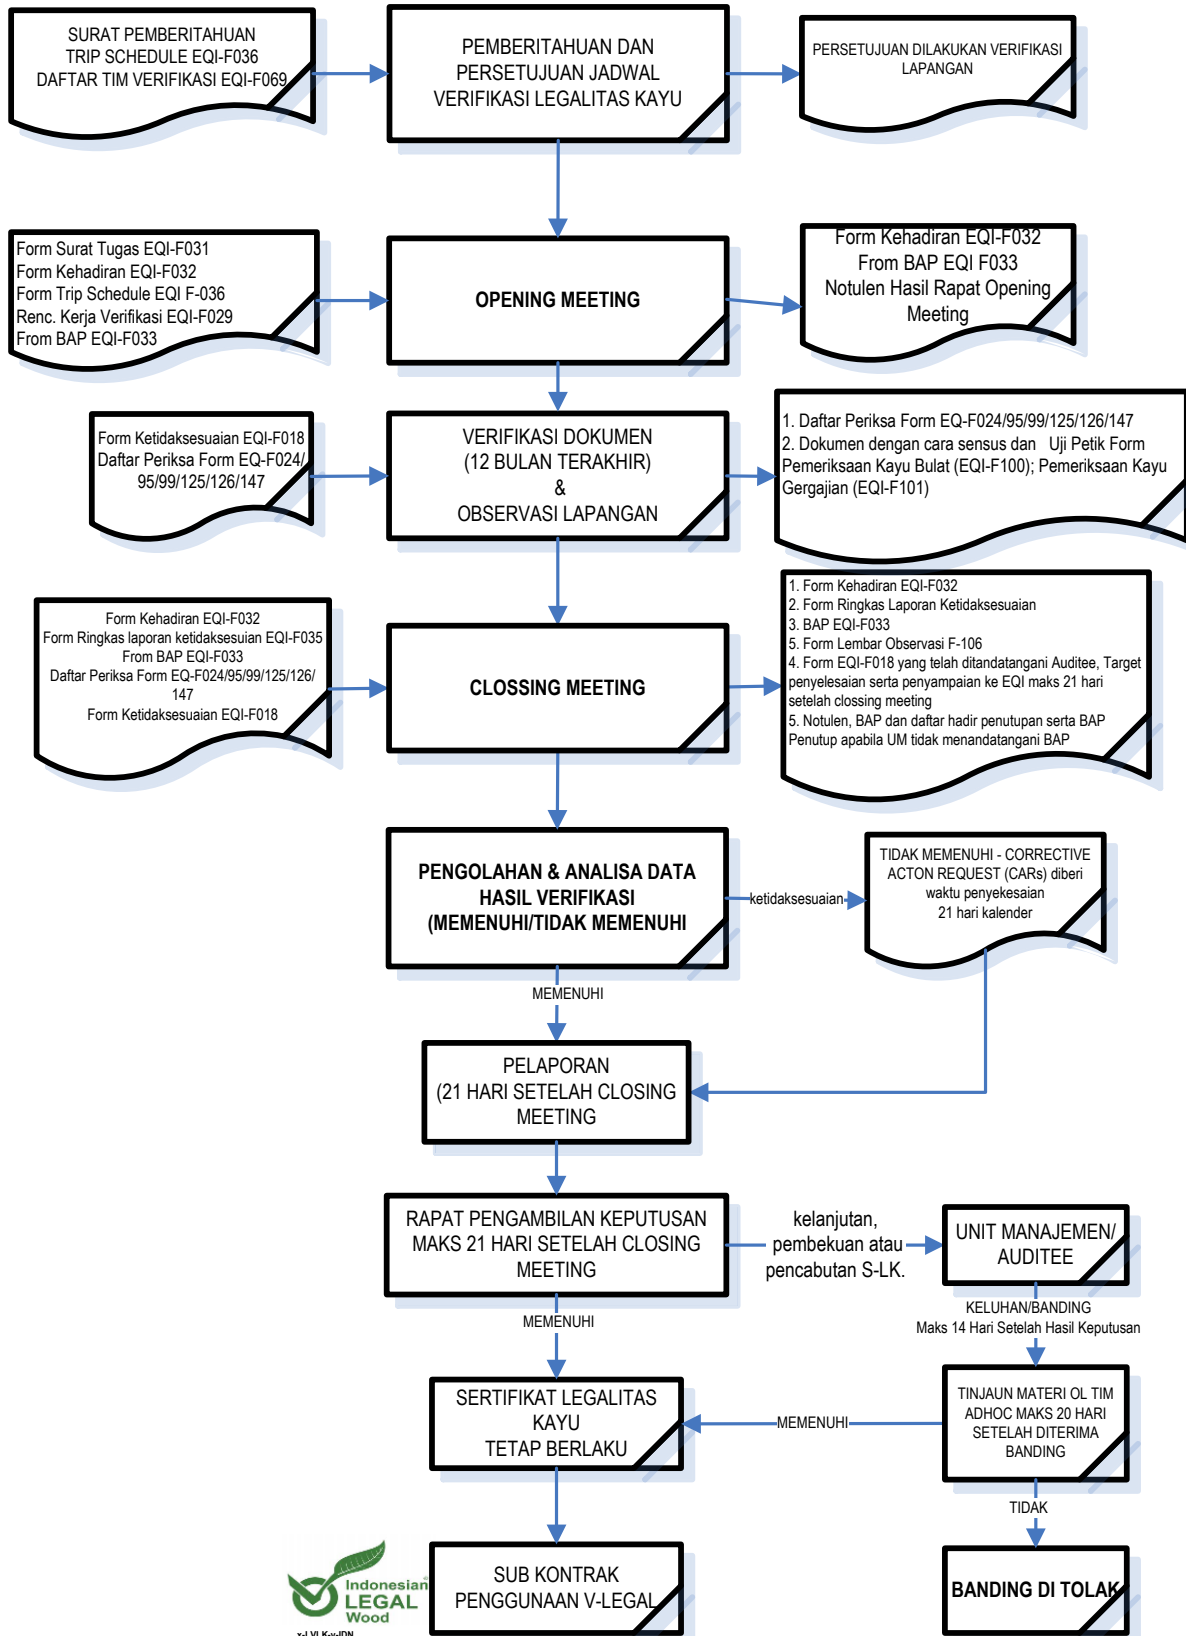 SURAT PEMBERITAHUAN
TRIP SCHEDULE EQI-F036
DAFTAR TIM VERIFIKASI EQI-F069
PEMBERITAHUAN DAN
PERSETUJUAN JADWAL
VERIFIKASI LEGALITAS KAYU
PERSETUJUAN DILAKUKAN VERIFIKASI
LAPANGAN
Form Surat Tugas EQI-F031
Form Kehadiran EQI-F032
Form Trip Schedule EQI F-036
Renc. Kerja Verifikasi EQI-F029
From BAP EQI-F033
OPENING MEETING
Form Kehadiran EQI-F032
From BAP EQI F033
Notulen Hasil Rapat Opening
Meeting
Form Ketidaksesuaian EQI-F018
Daftar Periksa Form EQ-F024/
95/99/125/126/147
VERIFIKASI DOKUMEN
(12 BULAN TERAKHIR)
&
OBSERVASI LAPANGAN
1. Daftar Periksa Form EQ-F024/95/99/125/126/147
2. Dokumen dengan cara sensus dan Uji Petik Form
Pemeriksaan Kayu Bulat (EQI-F100); Pemeriksaan Kayu
Gergajian (EQI-F101)
Form Kehadiran EQI-F032
Form Ringkas laporan ketidaksesuian EQI-F035
From BAP EQI-F033
Daftar Periksa Form EQ-F024/95/99/125/126/
147
Form Ketidaksesuaian EQI-F018
CLOSSING MEETING
1. Form Kehadiran EQI-F032
2. Form Ringkas Laporan Ketidaksesuaian
3. BAP EQI-F033
5. Form Lembar Observasi F-106
4. Form EQI-F018 yang telah ditandatangani Auditee, Target
penyelesaian serta penyampaian ke EQI maks 21 hari
setelah clossing meeting
5. Notulen, BAP dan daftar hadir penutupan serta BAP
Penutup apabila UM tidak menandatangani BAP
PENGOLAHAN & ANALISA DATA
HASIL VERIFIKASI
(MEMENUHI/TIDAK MEMENUHI
ketidaksesuaian
TIDAK MEMENUHI - CORRECTIVE
ACTON REQUEST (CARs) diberi
waktu penyekesaian
21 hari kalender
MEMENUHI
PELAPORAN
(21 HARI SETELAH CLOSING
MEETING
RAPAT PENGAMBILAN KEPUTUSAN
MAKS 21 HARI SETELAH CLOSING
MEETING
kelanjutan,
pembekuan atau
pencabutan S-LK.
UNIT MANAJEMEN/
AUDITEE
MEMENUHI
KELUHAN/BANDING
Maks 14 Hari Setelah Hasil Keputusan
SERTIFIKAT LEGALITAS
KAYU
TETAP BERLAKU
MEMENUHI
TINJAUN MATERI OL TIM
ADHOC MAKS 20 HARI
SETELAH DITERIMA
BANDING
TIDAK
Indonesian
LEGAL
Wood
x-LVLK-y-IDN
SUB KONTRAK
PENGGUNAAN V-LEGAL
BANDING DI TOLAK